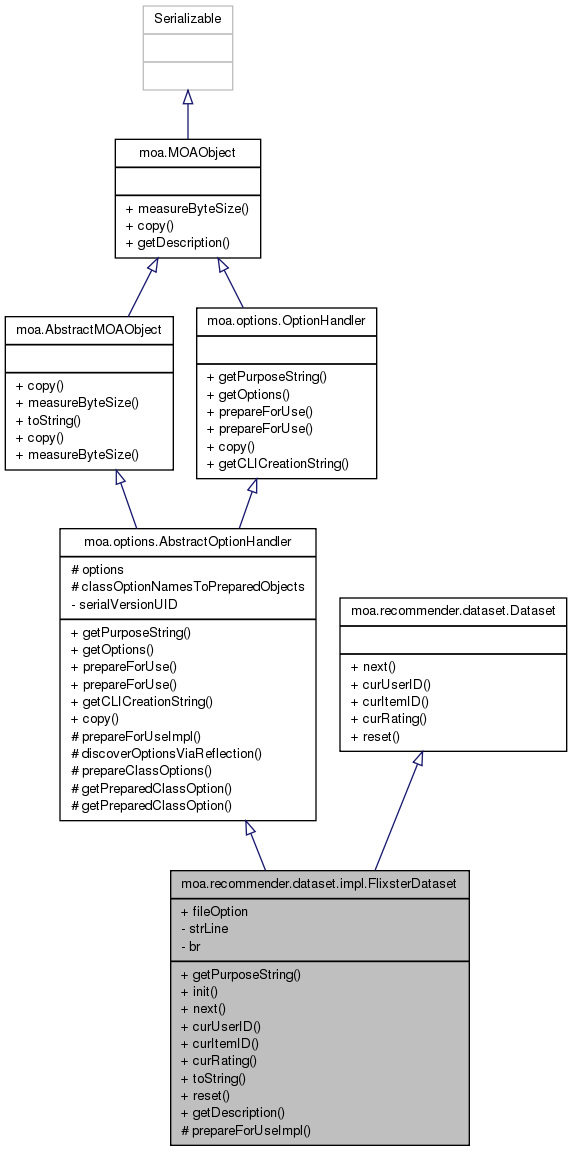 Serializable
moa.MOAObject
+ measureByteSize()
+ copy()
+ getDescription()
moa.AbstractMOAObject
+ copy()
+ measureByteSize()
+ toString()
+ copy()
+ measureByteSize()
moa.options.OptionHandler
+ getPurposeString()
+ getOptions()
+ prepareForUse()
+ prepareForUse()
+ copy()
+ getCLICreationString()
moa.options.AbstractOptionHandler
# options
# classOptionNamesToPreparedObjects
- serialVersionUID
+ getPurposeString()
+ getOptions()
+ prepareForUse()
+ prepareForUse()
+ getCLICreationString()
+ copy()
# prepareForUseImpl()
# discoverOptionsViaReflection()
# prepareClassOptions()
# getPreparedClassOption()
# getPreparedClassOption()
moa.recommender.dataset.Dataset
+ next()
+ curUserID()
+ curItemID()
+ curRating()
+ reset()
moa.recommender.dataset.impl.FlixsterDataset
+ fileOption
- strLine
- br
+ getPurposeString()
+ init()
+ next()
+ curUserID()
+ curItemID()
+ curRating()
+ toString()
+ reset()
+ getDescription()
# prepareForUseImpl()